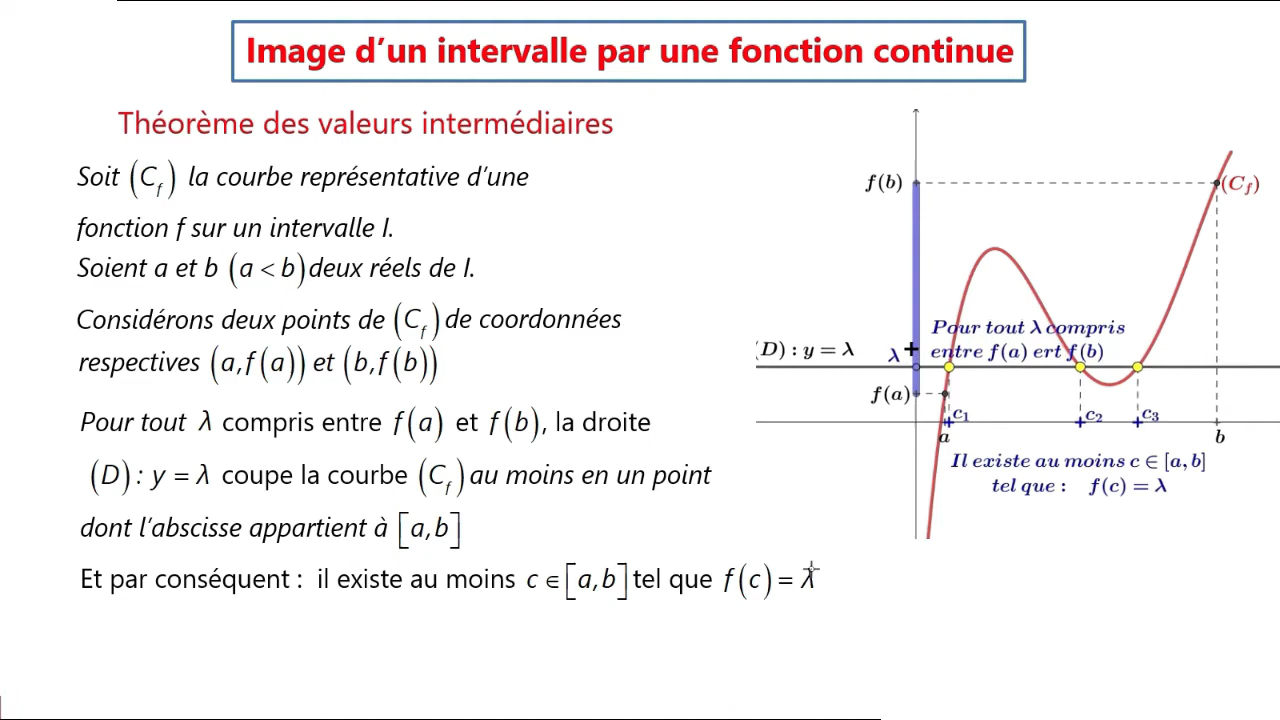 Image d'un intervalle par une fonction continue
Théorème des valeurs intermédiaires
Soit (C_f) la courbe représentative d'une
fonction f sur un intervalle I.
Soient a et b (a < b) deux réels de I.
Considérons deux points de (C_f) de coordonnées
respectives (a, f(a)) et (b, f(b))
Pour tout λ compris entre f(a) et f(b), la droite
(D) : y = λ coupe la courbe (C_f) au moins en un point
dont l'abscisse appartient à [a, b]
Et par conséquent : il existe au moins c ∈ [a, b] tel que f(c) = λ
f(b)
(C_f)
Pour tout λ compris
entre f(a) ert f(b)
(D) : y = λ
λ
f(a)
c₁
c₂
c₃
a
b
Il existe au moins c ∈ [a, b]
tel que : f(c) = λ